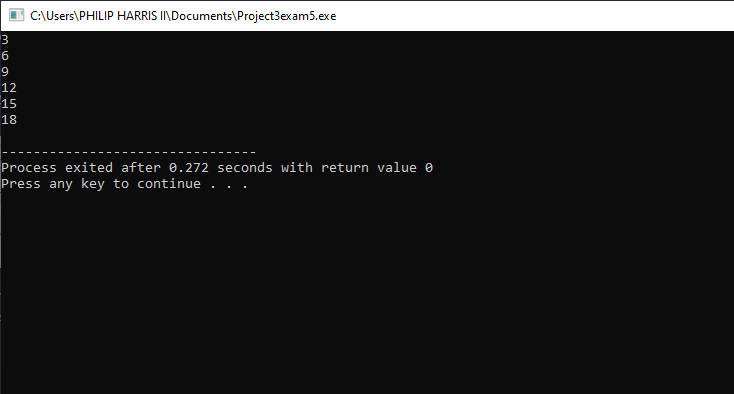 C:\Users\PHILIP HARRIS II\Documents\Project3exam5.exe
3
6
9
12
15
18
--------------------------------
Process exited after 0.272 seconds with return value 0
Press any key to continue . . .